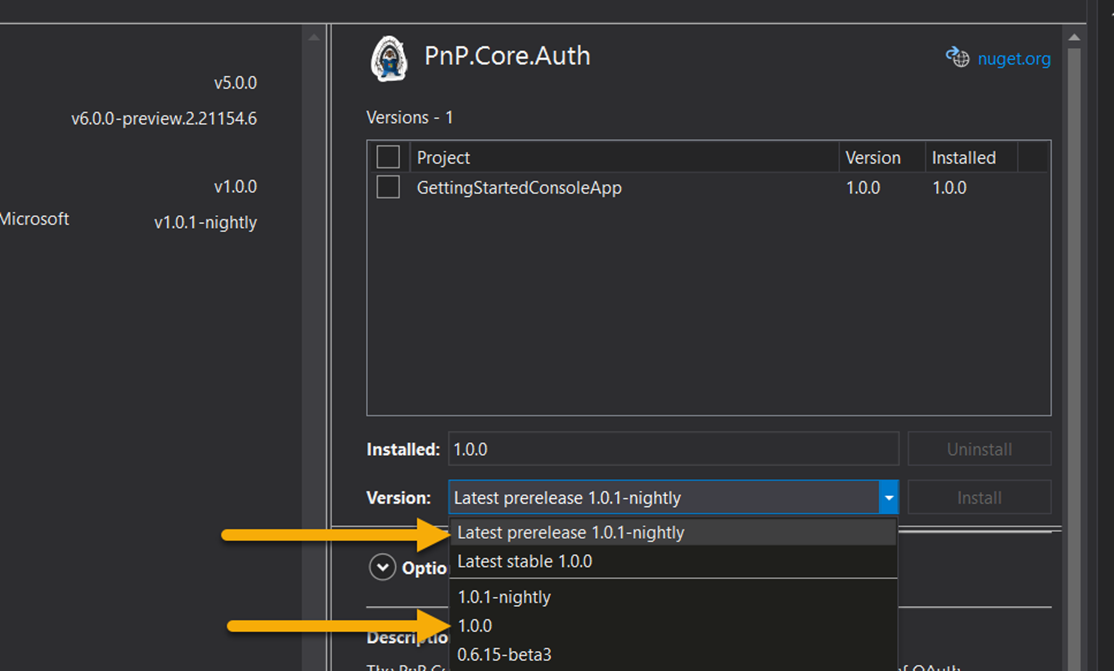 PnP.Core.Auth
nuget.org
v5.0.0
v6.0.0-preview.2.21154.6
v1.0.0
Microsoft
v1.0.1-nightly
Versions - 1
Project Version Installed
GettingStartedConsoleApp 1.0.0 1.0.0
Installed: 1.0.0 Uninstall
Version: Latest prerelease 1.0.1-nightly Install
Latest prerelease 1.0.1-nightly
Latest stable 1.0.0
Optio
1.0.1-nightly
1.0.0
Descriptio
0.6.15-beta3